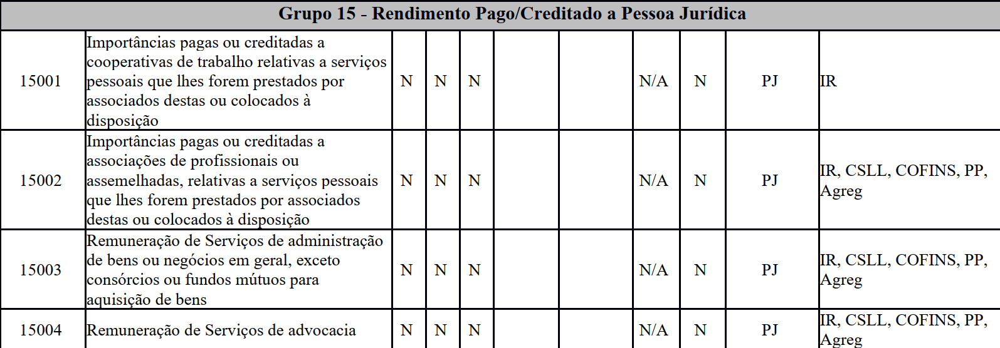 Grupo 15 - Rendimento Pago/Creditado a Pessoa Jurídica
Importâncias pagas ou creditadas a
cooperativas de trabalho relativas a serviços
15001 pessoais que lhes forem prestados por N N N N/A N PJ IR
associados destas ou colocados à
disposição
Importâncias pagas ou creditadas a
associações de profissionais ou
15002 assemelhadas, relativas a serviços pessoais N N N N/A N PJ IR, CSLL, COFINS, PP,
Agreg
que lhes forem prestados por associados
destas ou colocados à disposição
Remuneração de Serviços de administração
de bens ou negócios em geral, exceto
15003 consórcios ou fundos mútuos para N N N N/A N PJ IR, CSLL, COFINS, PP,
Agreg
aquisição de bens
15004 Remuneração de Serviços de advocacia N N N N/A N PJ IR, CSLL, COFINS, PP,
Agreg